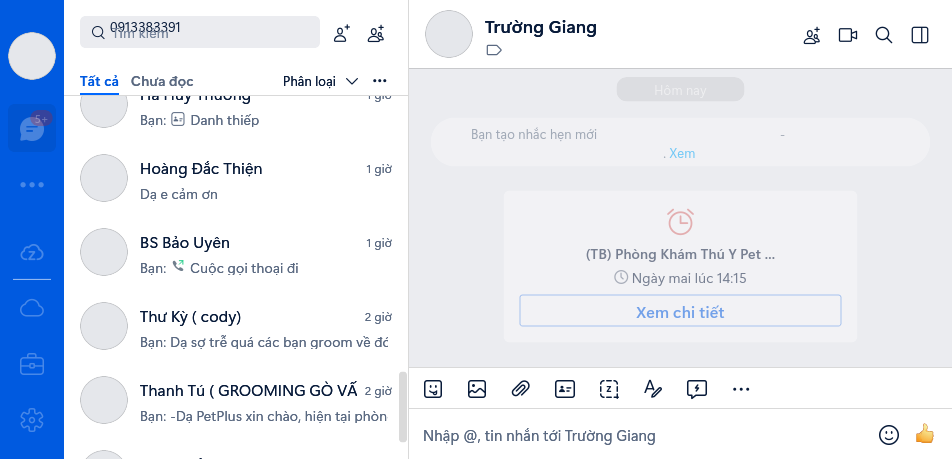 0913383391
Tìm kiếm
Tất cả
Chưa đọc
Phân loại
5+
Hà Huy Thường
1 giờ
Bạn: Danh thiếp
Hoàng Đắc Thiện
1 giờ
Dạ e cảm ơn
BS Bảo Uyên
1 giờ
Bạn: Cuộc gọi thoại đi
Thư Kỳ ( cody)
2 giờ
Bạn: Dạ sợ trễ quá các bạn groom về đó
Thanh Tú ( GROOMING GÒ VẤ
2 giờ
Bạn: -Dạ PetPlus xin chào, hiện tại phòn
Trường Giang
Hôm nay
Bạn tạo nhắc hẹn mới -
. Xem
(TB) Phòng Khám Thú Y Pet ...
Ngày mai lúc 14:15
Xem chi tiết
Nhập @, tin nhắn tới Trường Giang